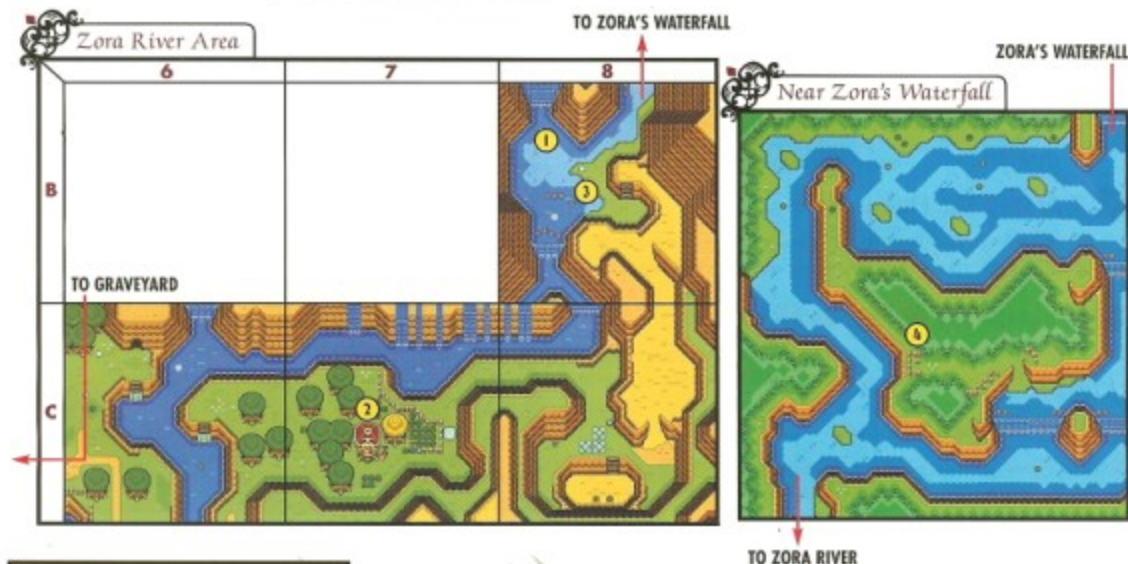 TO ZORA'S WATERFALL
Zora River Area
ZORA'S WATERFALL
6
7
8
Near Zora's Waterfall
1
B
3
TO GRAVEYARD
4
C
2
TO ZORA RIVER